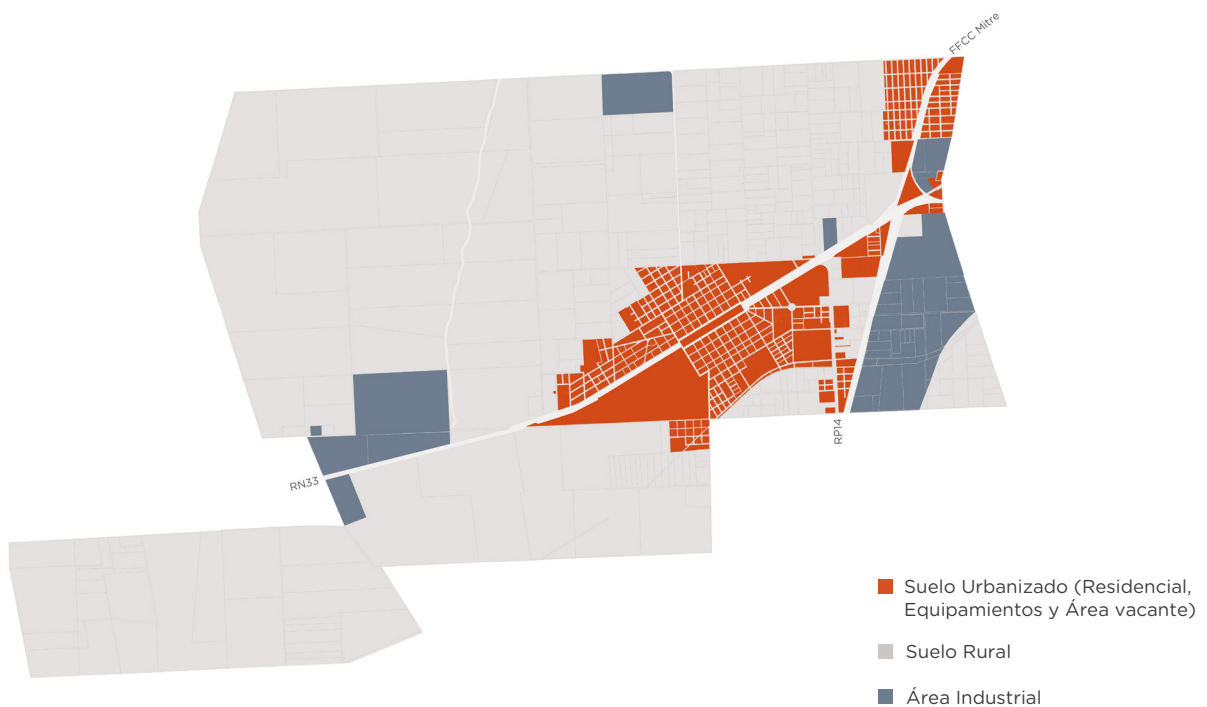 FFCC Mitre
RP14
RN33
Suelo Urbanizado (Residencial,
Equipamientos y Área vacante)
Suelo Rural
Área Industrial